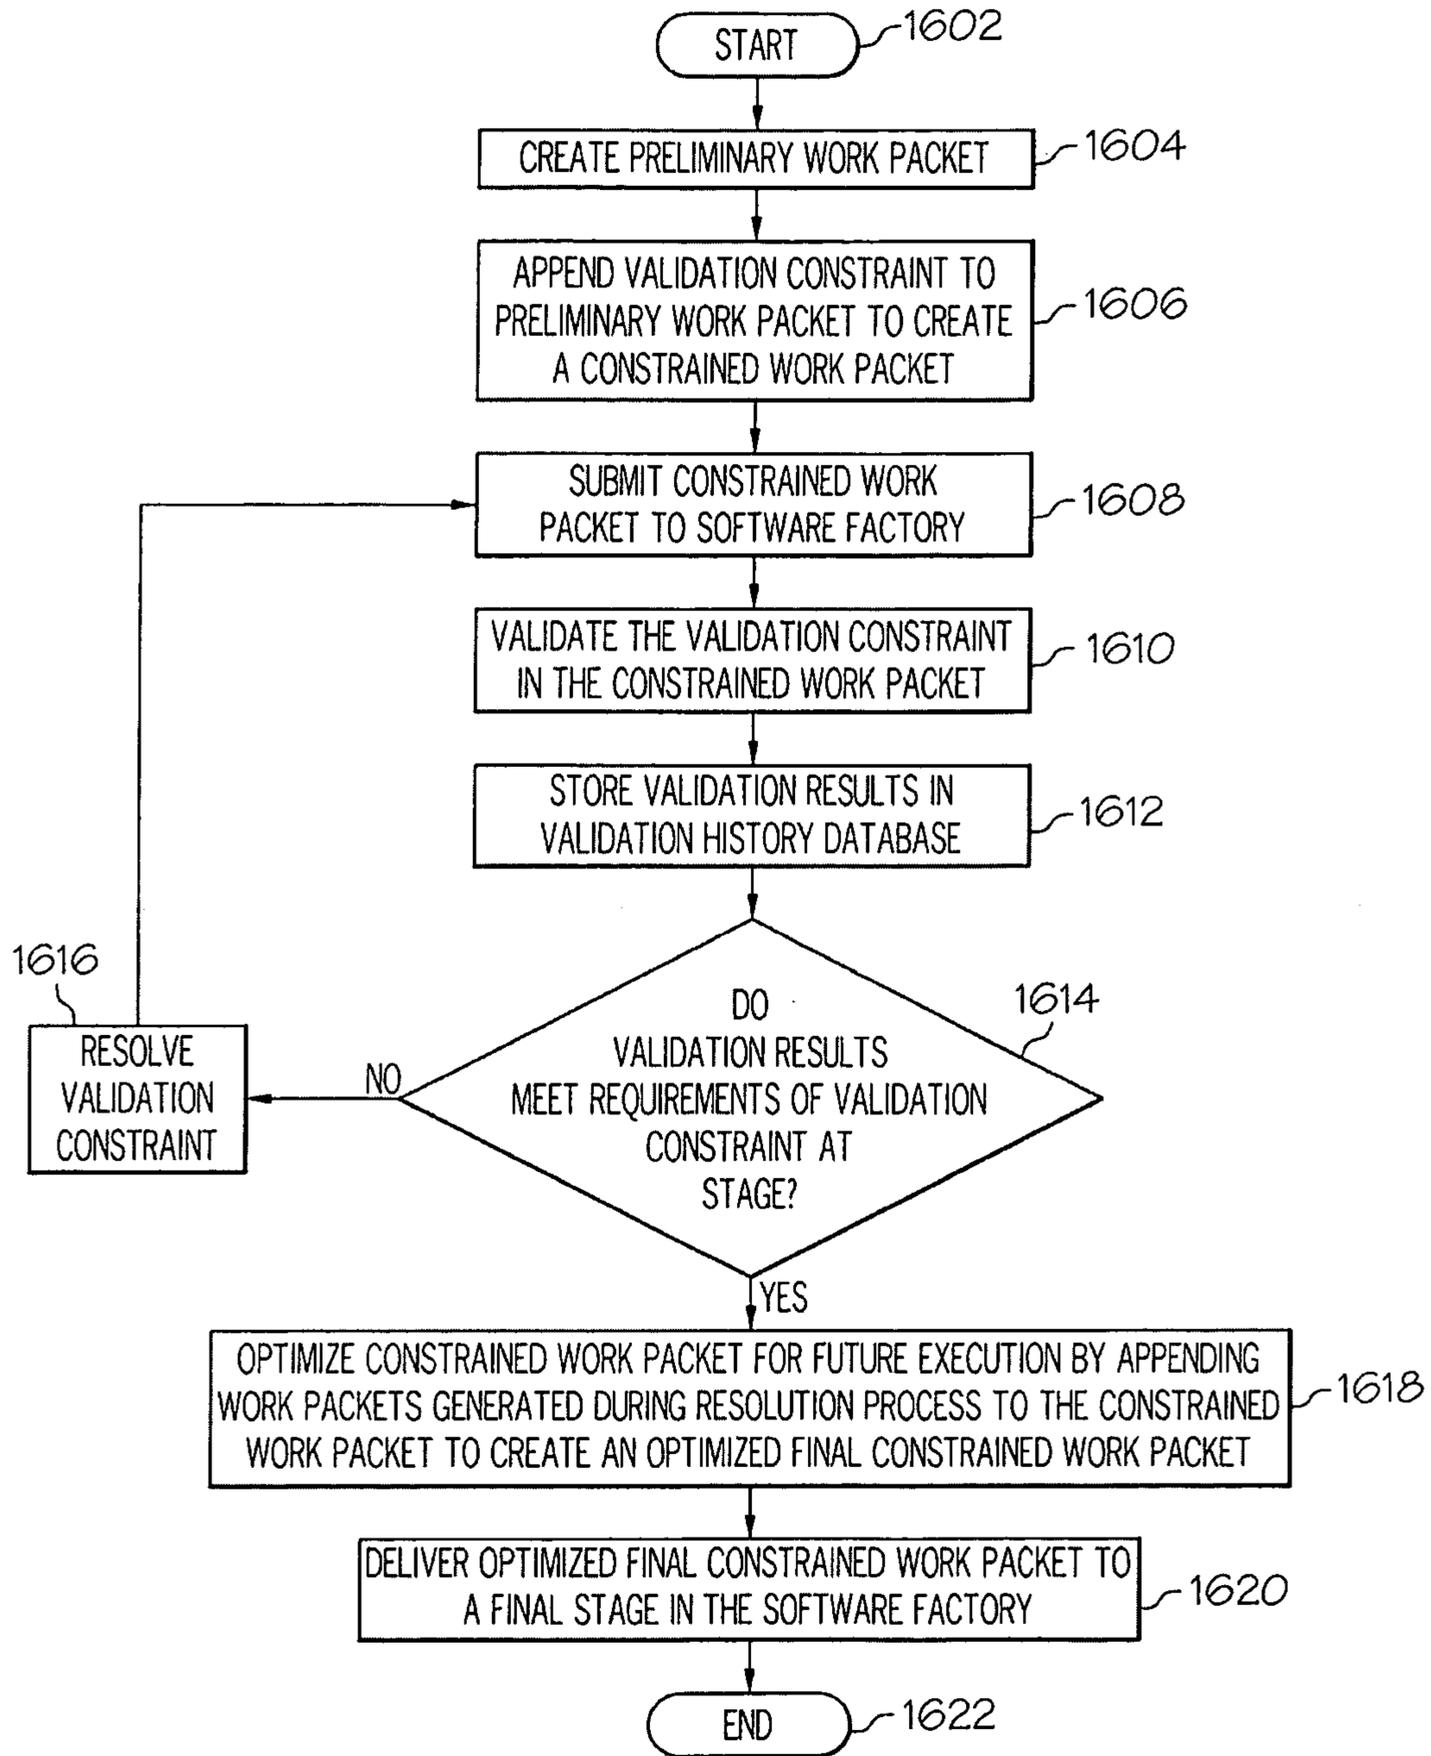 START
1602
CREATE PRELIMINARY WORK PACKET
1604
APPEND VALIDATION CONSTRAINT TO
PRELIMINARY WORK PACKET TO CREATE
A CONSTRAINED WORK PACKET
1606
SUBMIT CONSTRAINED WORK
PACKET TO SOFTWARE FACTORY
1608
VALIDATE THE VALIDATION CONSTRAINT
IN THE CONSTRAINED WORK PACKET
1610
STORE VALIDATION RESULTS IN
VALIDATION HISTORY DATABASE
1612
DO
VALIDATION RESULTS
MEET REQUIREMENTS OF VALIDATION
CONSTRAINT AT
STAGE?
1614
NO
1616
RESOLVE
VALIDATION
CONSTRAINT
YES
OPTIMIZE CONSTRAINED WORK PACKET FOR FUTURE EXECUTION BY APPENDING
WORK PACKETS GENERATED DURING RESOLUTION PROCESS TO THE CONSTRAINED
WORK PACKET TO CREATE AN OPTIMIZED FINAL CONSTRAINED WORK PACKET
1618
DELIVER OPTIMIZED FINAL CONSTRAINED WORK PACKET TO
A FINAL STAGE IN THE SOFTWARE FACTORY
1620
END
1622